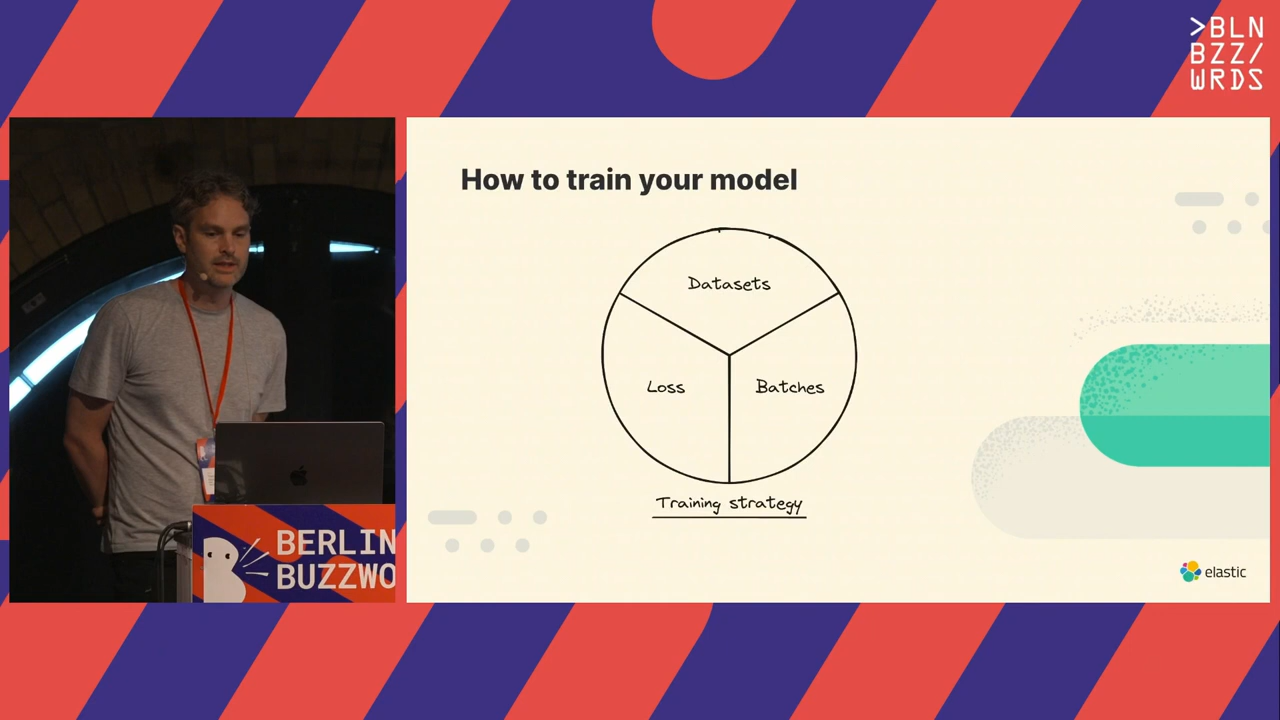 >BLN
BZZ/
WRDS
How to train your model
Datasets
Loss
Batches
Training strategy
elastic
BERLIN
BUZZWO